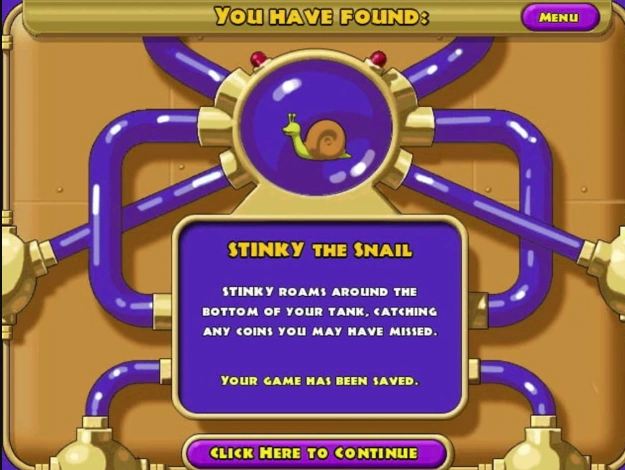 YOU HAVE FOUND:
MENU
STINKY THE SNAIL
STINKY ROAMS AROUND THE
BOTTOM OF YOUR TANK, CATCHING
ANY COINS YOU MAY HAVE MISSED.
YOUR GAME HAS BEEN SAVED.
CLICK HERE TO CONTINUE